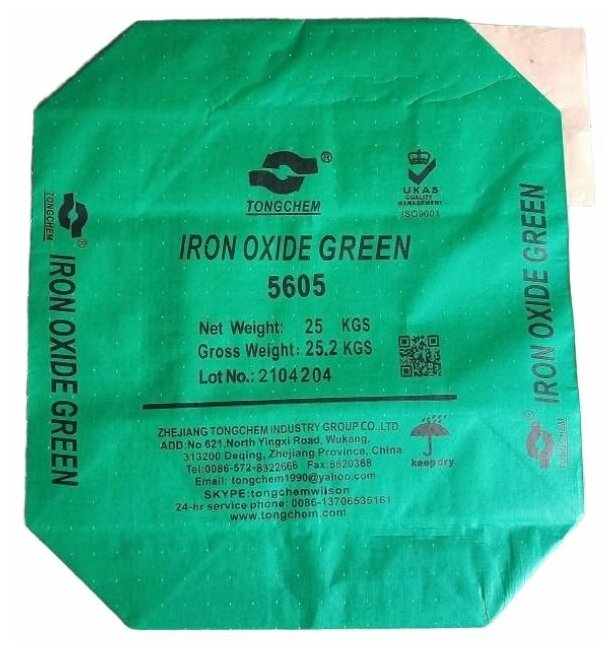 ®
TONGCHEM
UKAS
QUALITY
MANAGEMENT
ISO9001
IRON OXIDE GREEN
5605
Net Weight: 25 KGS
Gross Weight: 25.2 KGS
Lot No.: 2104204
ZHEJIANG TONGCHEM INDUSTRY GROUP CO.,LTD.
ADD:No 621,North Yingxi Road, Wukang,
313200 Deqing, Zhejiang Province, China
Tel:0086-572-8322666 Fax:8820368
Email: tongchem1990@yahoo.com
SKYPE:tongchemwilson
24-hr service phone: 0086-13706535161
www.tongchem.com
keep dry
TONGCHEM
®
IRON OXIDE GREEN
TONGCHEM
®
IRON OXIDE GREEN